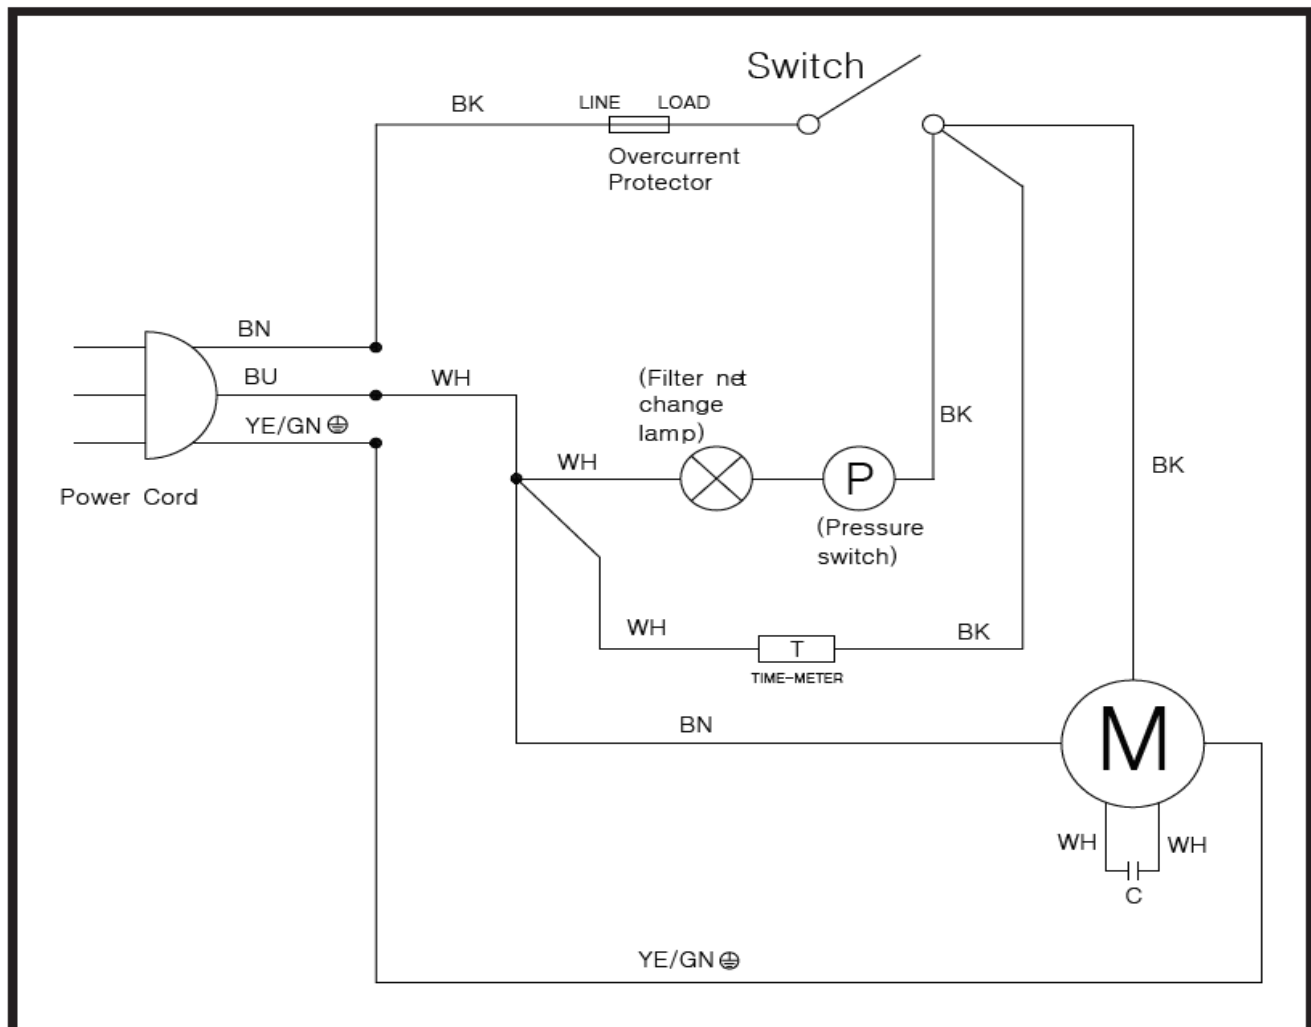 Switch
BK
LINE LOAD
Overcurrent
Protector
BN
BU
WH
YE/GN
Power Cord
(Filter net
change
lamp)
BK
WH
P
(Pressure
switch)
BK
WH
T
BK
TIME-METER
BN
M
WH
WH
C
YE/GN